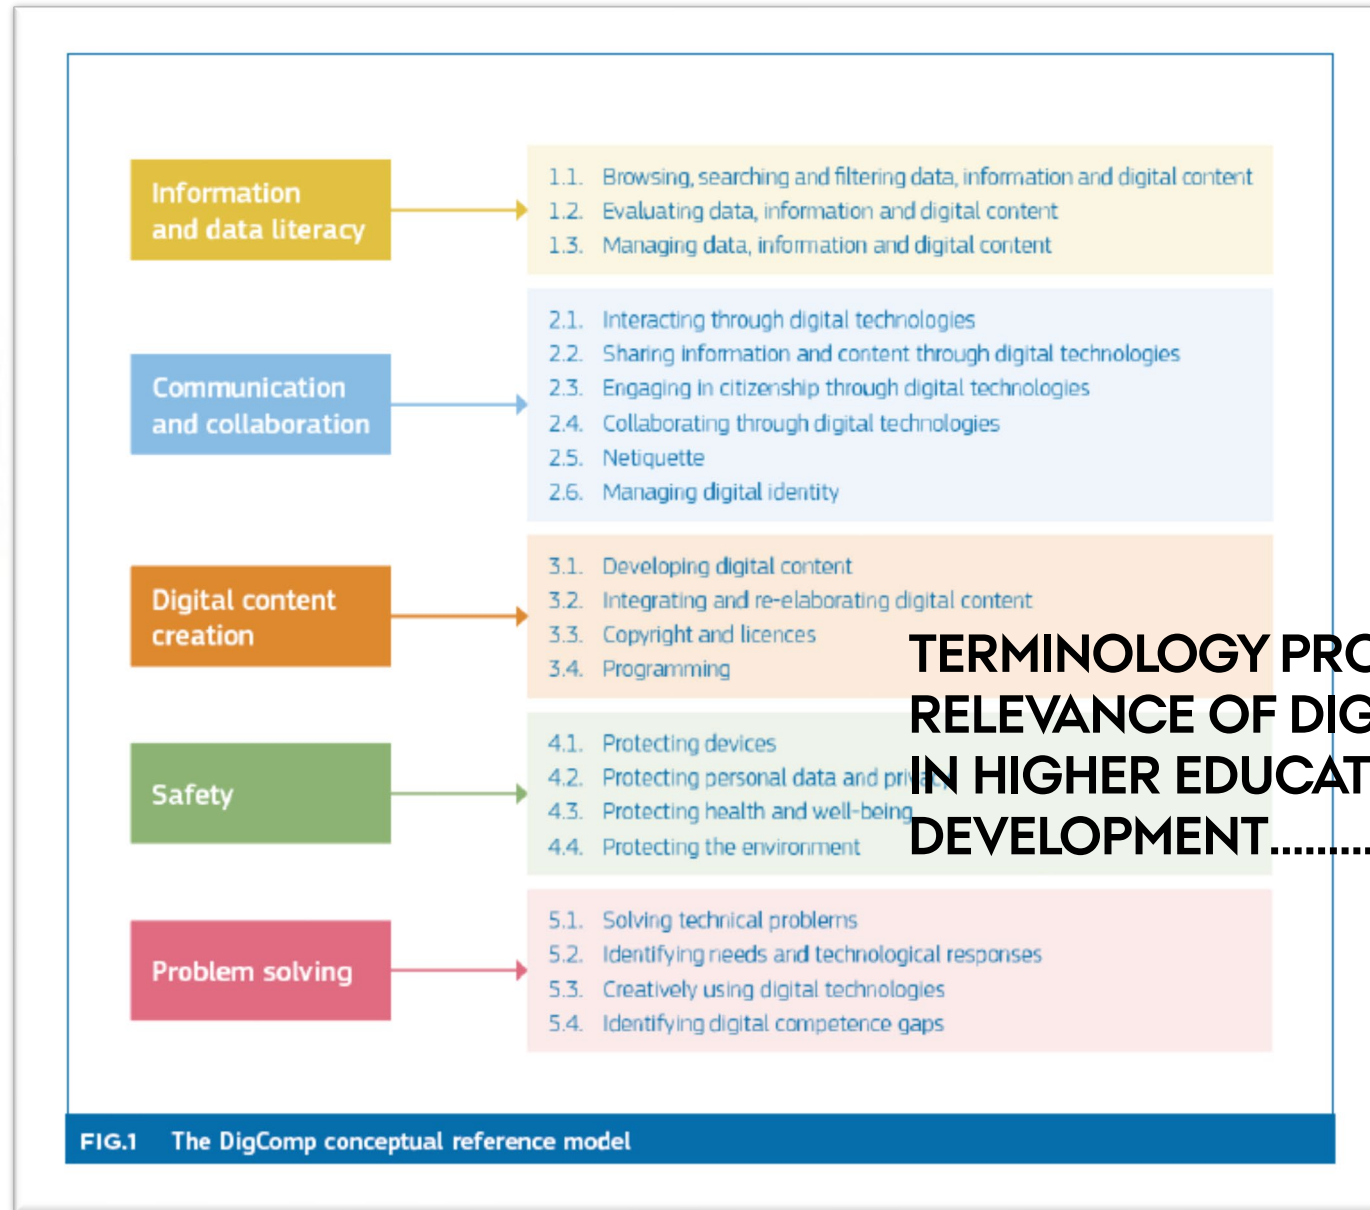 Information
and data literacy
1.1. Browsing, searching and filtering data, information and digital content
1.2. Evaluating data, information and digital content
1.3. Managing data, information and digital content
Communication
and collaboration
2.1. Interacting through digital technologies
2.2. Sharing information and content through digital technologies
2.3. Engaging in citizenship through digital technologies
2.4. Collaborating through digital technologies
2.5. Netiquette
2.6. Managing digital identity
Digital content
creation
3.1. Developing digital content
3.2. Integrating and re-elaborating digital content
3.3. Copyright and licences
3.4. Programming
Safety
4.1. Protecting devices
4.2. Protecting personal data and privacy
4.3. Protecting health and well-being
4.4. Protecting the environment
TERMINOLOGY PRO
RELEVANCE OF DIG
IN HIGHER EDUCAT
DEVELOPMENT.........
Problem solving
5.1. Solving technical problems
5.2. Identifying needs and technological responses
5.3. Creatively using digital technologies
5.4. Identifying digital competence gaps
FIG.1 The DigComp conceptual reference model